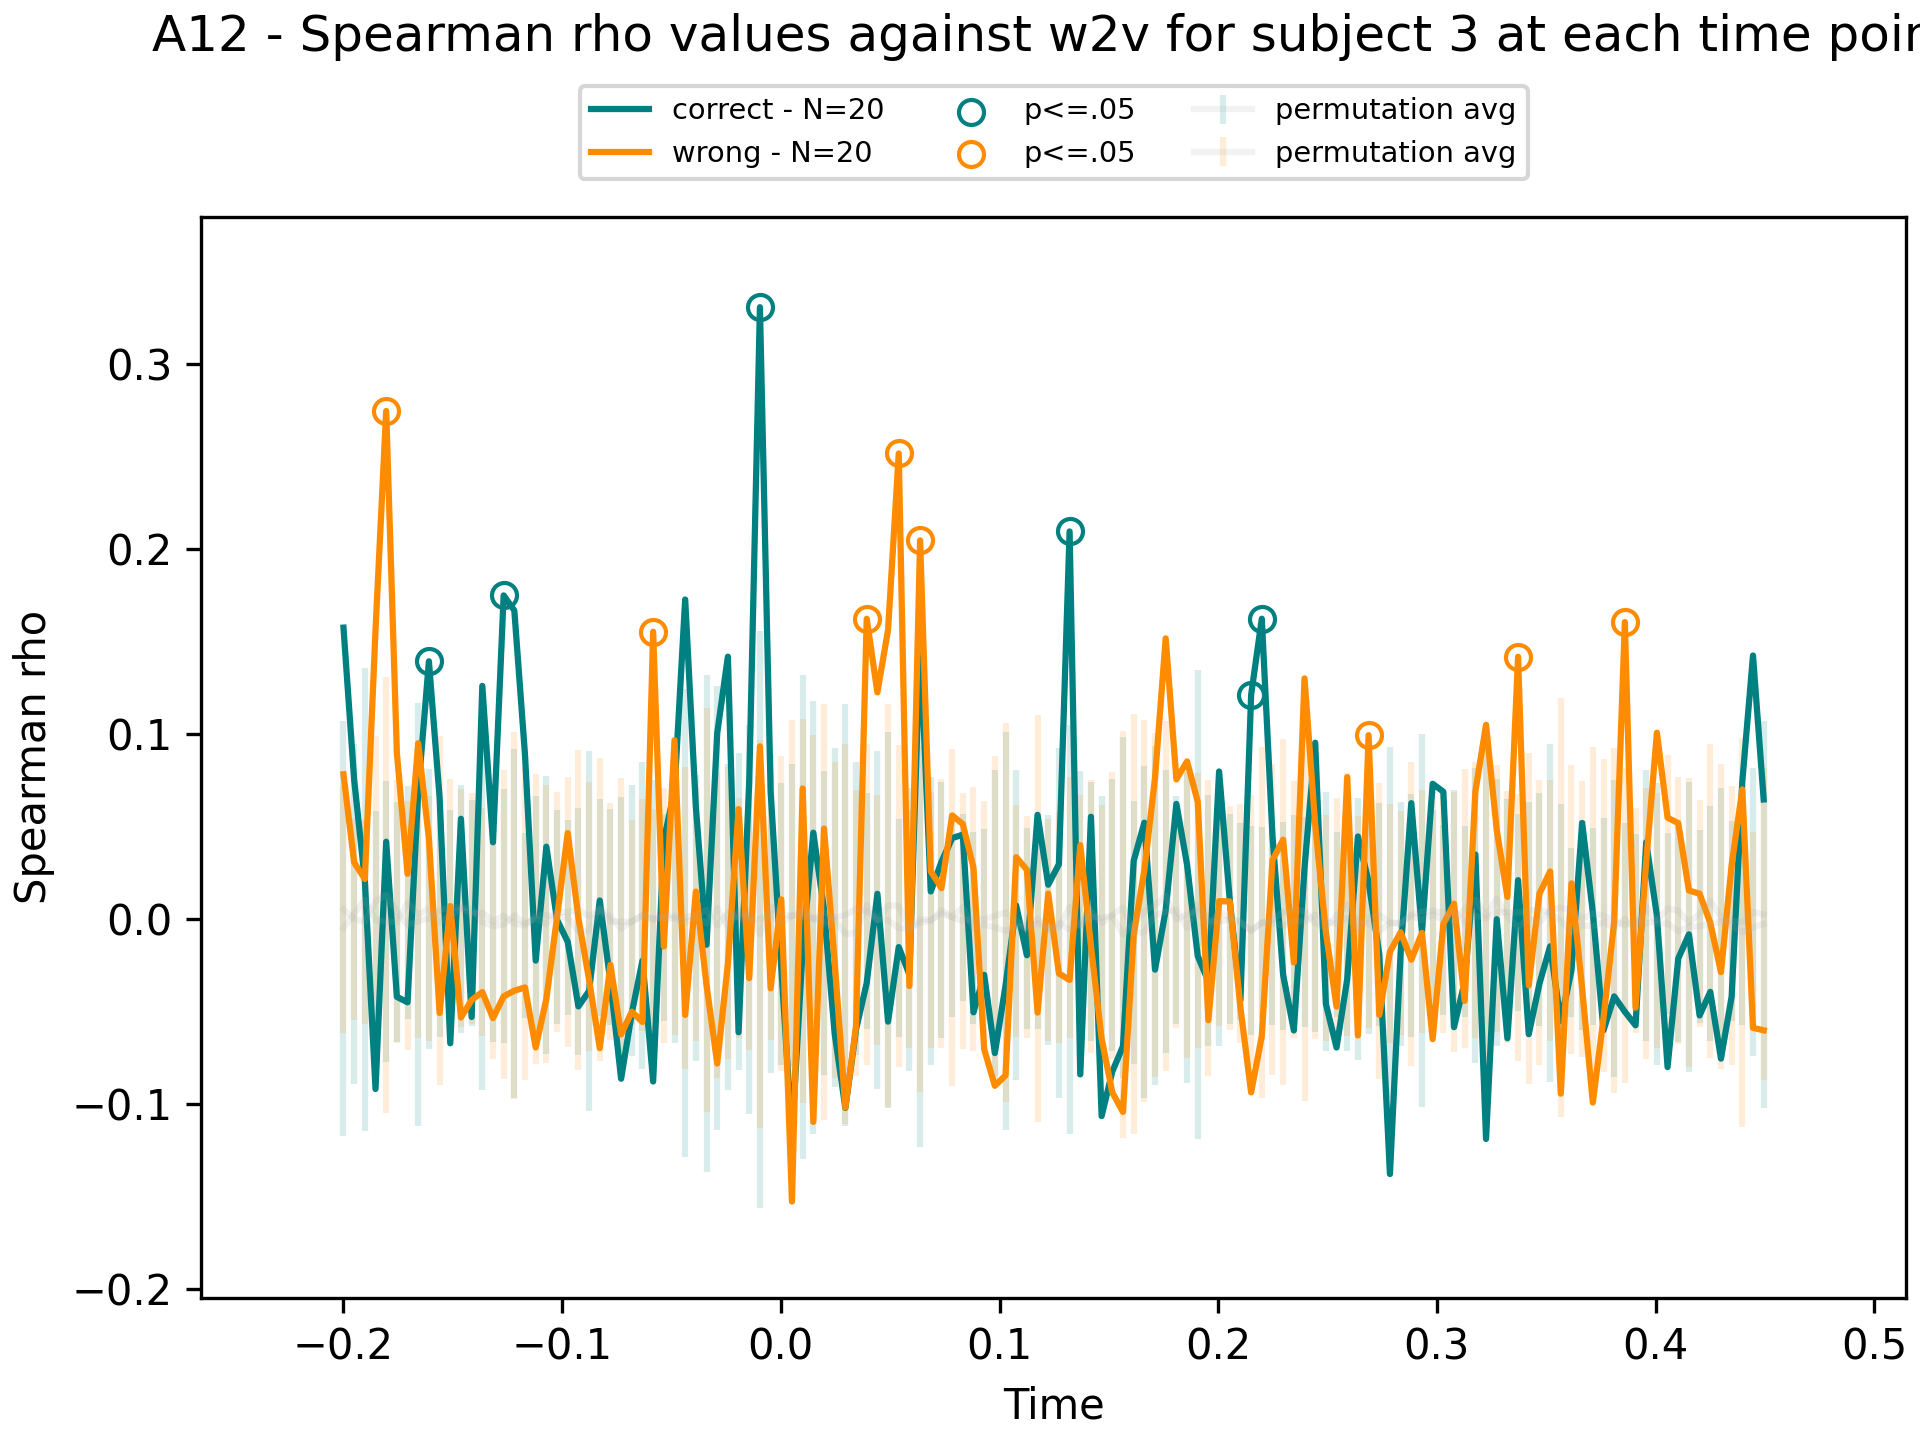 A12 - Spearman rho values against w2v for subject 3 at each time
correct - N=20 p<=.05 permutation avg
wrong - N=20 p<=.05 permutation avg
Spearman rho
0.3
0.2
0.1
0.0
−0.1
−0.2
−0.2 −0.1 0.0 0.1 0.2 0.3 0.4 0.5
Time